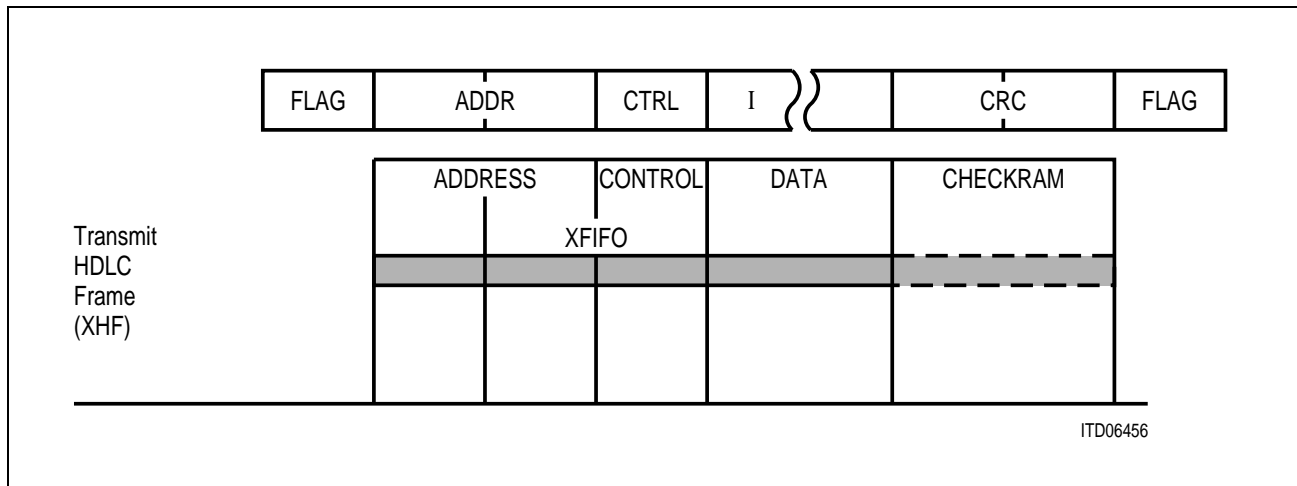 FLAG ADDR CTRL I CRC FLAG
ADDRESS CONTROL DATA CHECKRAM
XFIFO
Transmit
HDLC
Frame
(XHF)
ITD06456